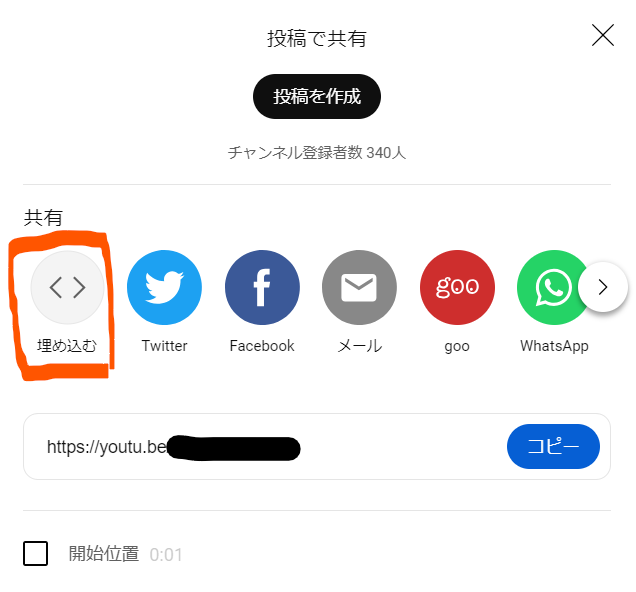 投稿で共有
投稿を作成
チャンネル登録者数 340人
共有
goo
埋め込む Twitter Facebook メール goo WhatsApp
https://youtu.be
コピー
開始位置 0:01